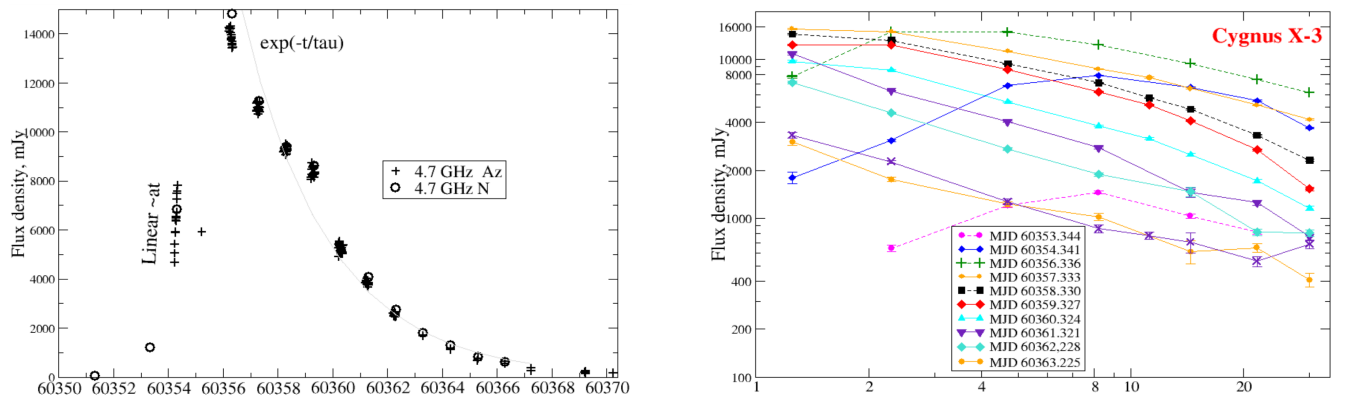 14000
12000
10000
8000
6000
4000
2000
0
Flux density, mJy
exp(-t/tau)
Linear ~at
4.7 GHz Az
4.7 GHz N
60350 60352 60354 60356 60358 60360 60362 60364 60366 60368 60370
16000
10000
8000
4000
2000
1000
400
200
100
Flux density, mJy
Cygnus X-3
MJD 60353.344
MJD 60354.341
MJD 60356.336
MJD 60357.333
MJD 60358.330
MJD 60359.327
MJD 60360.324
MJD 60361.321
MJD 60362,228
MJD 60363.225
1 2 4 8 10 20